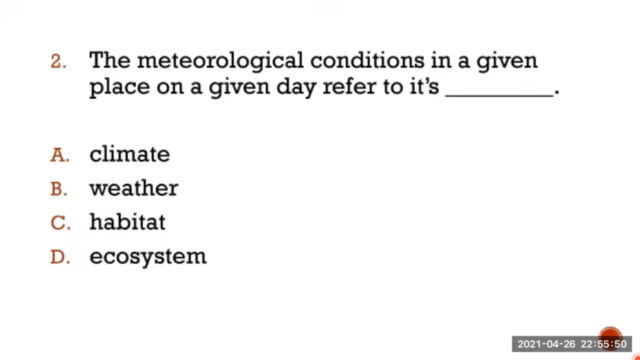 2. The meteorological conditions in a given
place on a given day refer to it's _________.
A. climate
B. weather
C. habitat
D. ecosystem
2021-04-26 22:55:50